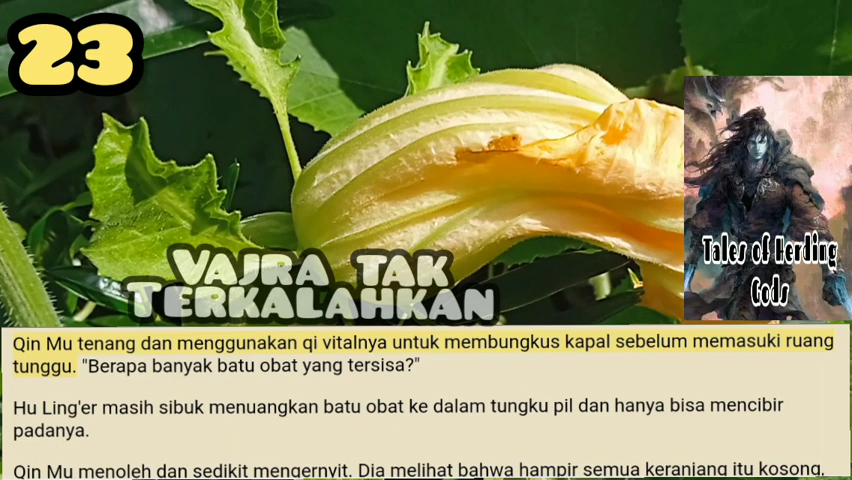 23
VAJRA TAK
TERKALAHKAN
Tales of Herding
Gods
Qin Mu tenang dan menggunakan qi vitalnya untuk membungkus kapal sebelum memasuki ruang
tunggu. "Berapa banyak batu obat yang tersisa?"
Hu Ling'er masih sibuk menuangkan batu obat ke dalam tungku pil dan hanya bisa mencibir
padanya.
Qin Mu menoleh dan sedikit mengernyit. Dia melihat bahwa hampir semua keranjang itu kosong.